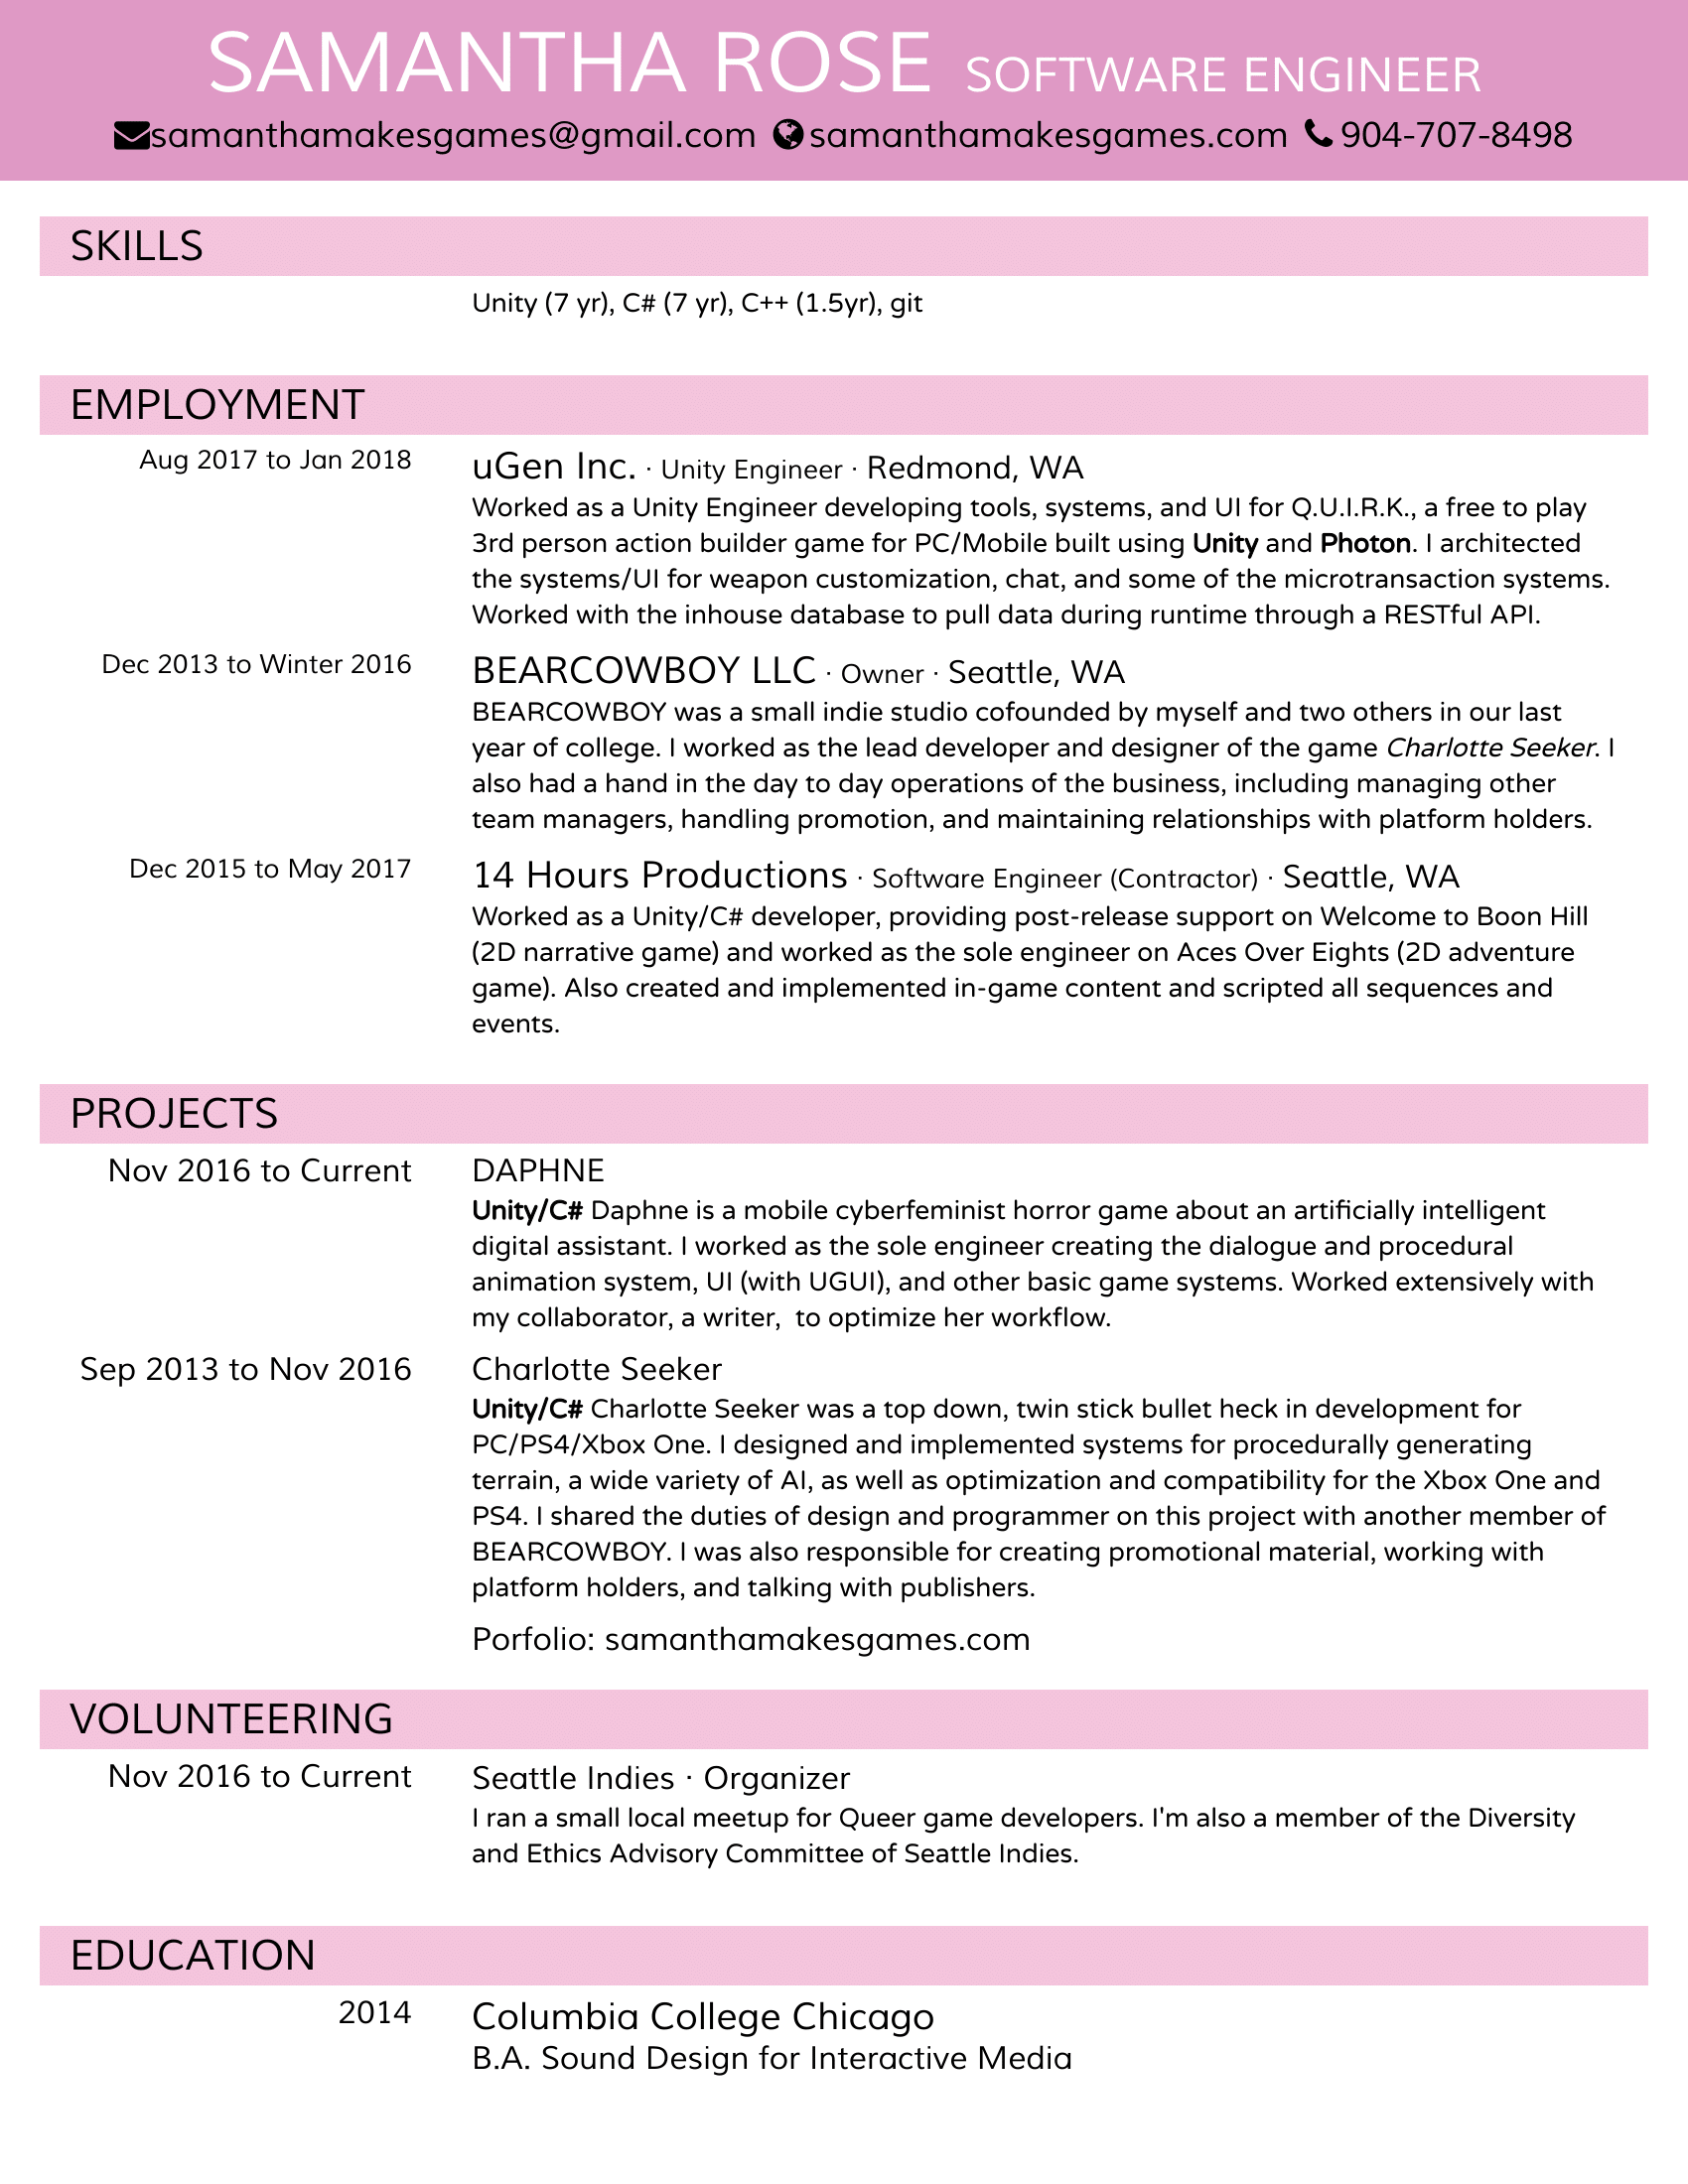 SAMANTHA ROSE SOFTWARE ENGINEER
samanthamakesgames@gmail.com samanthamakesgames.com 904-707-8498
SKILLS
Unity (7 yr), C# (7 yr), C++ (1.5yr), git
EMPLOYMENT
Aug 2017 to Jan 2018
uGen Inc. · Unity Engineer · Redmond, WA
Worked as a Unity Engineer developing tools, systems, and UI for Q.U.I.R.K., a free to play
3rd person action builder game for PC/Mobile built using Unity and Photon. I architected
the systems/UI for weapon customization, chat, and some of the microtransaction systems.
Worked with the inhouse database to pull data during runtime through a RESTful API.
Dec 2013 to Winter 2016
BEARCOWBOY LLC · Owner · Seattle, WA
BEARCOWBOY was a small indie studio cofounded by myself and two others in our last
year of college. I worked as the lead developer and designer of the game Charlotte Seeker. I
also had a hand in the day to day operations of the business, including managing other
team managers, handling promotion, and maintaining relationships with platform holders.
Dec 2015 to May 2017
14 Hours Productions · Software Engineer (Contractor) · Seattle, WA
Worked as a Unity/C# developer, providing post-release support on Welcome to Boon Hill
(2D narrative game) and worked as the sole engineer on Aces Over Eights (2D adventure
game). Also created and implemented in-game content and scripted all sequences and
events.
PROJECTS
Nov 2016 to Current
DAPHNE
Unity/C# Daphne is a mobile cyberfeminist horror game about an artificially intelligent
digital assistant. I worked as the sole engineer creating the dialogue and procedural
animation system, UI (with UGUI), and other basic game systems. Worked extensively with
my collaborator, a writer,  to optimize her workflow.
Sep 2013 to Nov 2016
Charlotte Seeker
Unity/C# Charlotte Seeker was a top down, twin stick bullet heck in development for
PC/PS4/Xbox One. I designed and implemented systems for procedurally generating
terrain, a wide variety of AI, as well as optimization and compatibility for the Xbox One and
PS4. I shared the duties of design and programmer on this project with another member of
BEARCOWBOY. I was also responsible for creating promotional material, working with
platform holders, and talking with publishers.
Porfolio: samanthamakesgames.com
VOLUNTEERING
Nov 2016 to Current
Seattle Indies · Organizer
I ran a small local meetup for Queer game developers. I'm also a member of the Diversity
and Ethics Advisory Committee of Seattle Indies.
EDUCATION
2014
Columbia College Chicago
B.A. Sound Design for Interactive Media